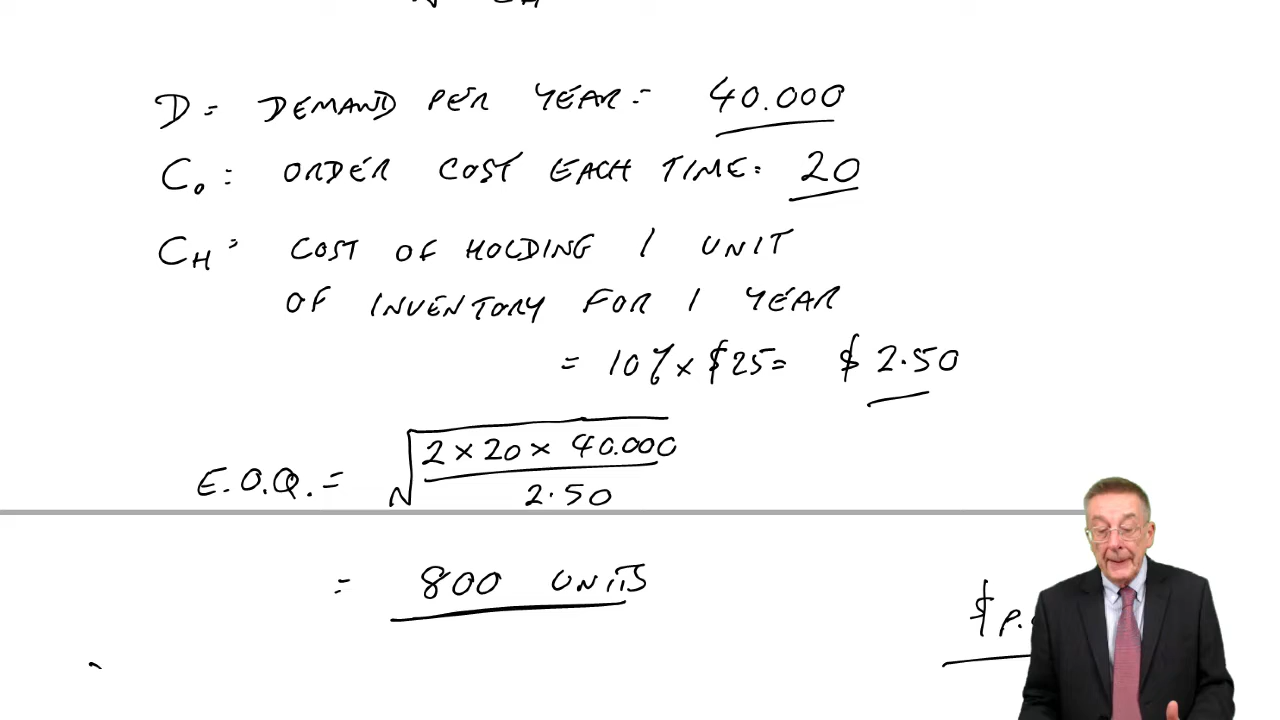 D = DEMAND PER YEAR = 40.000
C₀ = ORDER COST EACH TIME = 20
C_H = COST OF HOLDING 1 UNIT
OF INVENTORY FOR 1 YEAR
= 10% × $25 = $ 2.50
E.O.Q. = √ 2 × 20 × 40.000
2.50
= 800 UNITS
$ P.